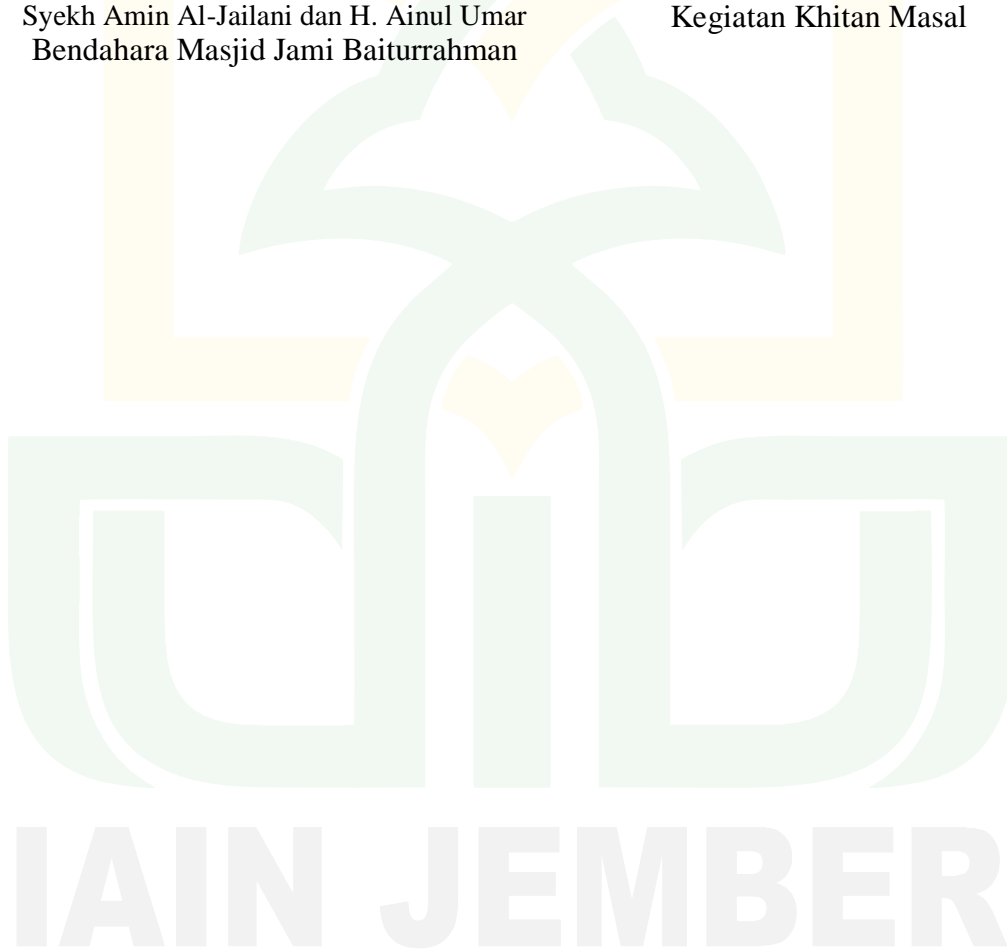 Syekh Amin Al-Jailani dan H. Ainul Umar
Bendahara Masjid Jami Baiturrahman
Kegiatan Khitan Masal
IAIN JEMBER